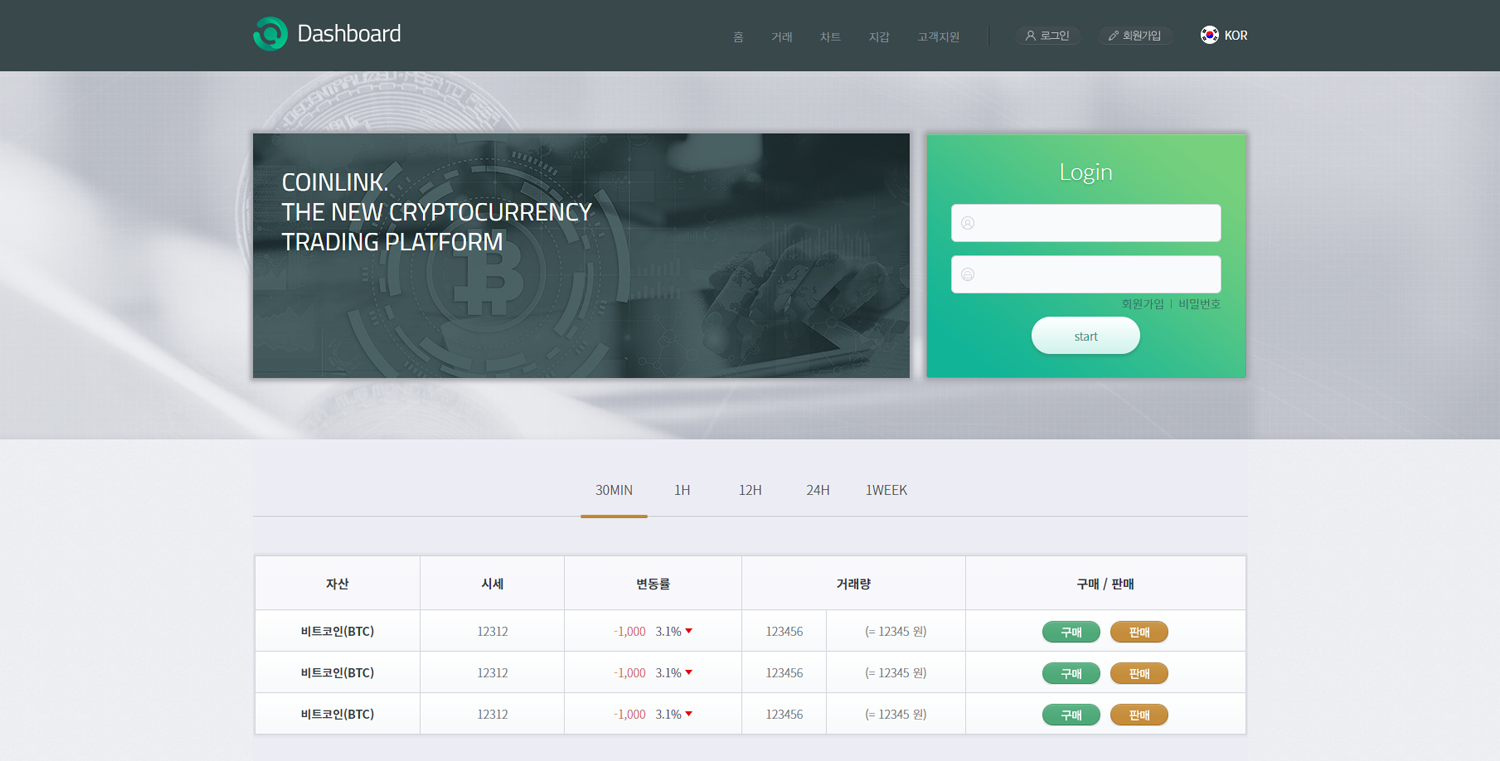 Dashboard
홈 거래 차트 지갑 고객지원 로그인 회원가입 KOR
COINLINK.
THE NEW CRYPTOCURRENCY
TRADING PLATFORM
Login
회원가입 | 비밀번호
start
30MIN 1H 12H 24H 1WEEK
자산 시세 변동률 거래량 구매 / 판매
비트코인(BTC) 12312 -1,000 3.1% 123456 (= 12345 원) 구매 판매
비트코인(BTC) 12312 -1,000 3.1% 123456 (= 12345 원) 구매 판매
비트코인(BTC) 12312 -1,000 3.1% 123456 (= 12345 원) 구매 판매